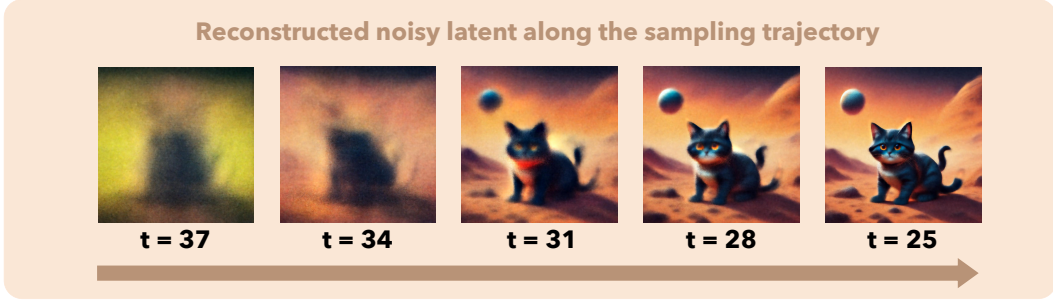 Reconstructed noisy latent along the sampling trajectory
t = 37
t = 34
t = 31
t = 28
t = 25